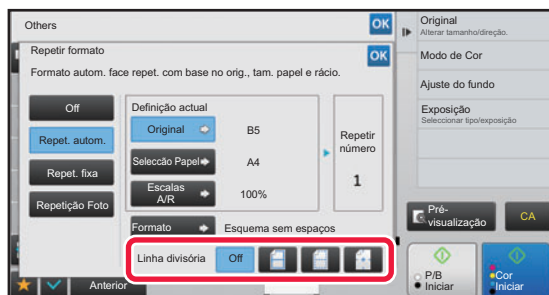 Others
OK
Repetir formato
OK
Formato autom. face repet. com base no orig., tam. papel e rácio.
Off
Repet. autom.
Repet. fixa
Repetição Foto
Definição actual
Original
B5
Selecção Papel
A4
Escalas
A/R
100%
Repetir
número
1
Formato
Esquema sem espaços
Linha divisória
Off
Anterior
Original
Alterar tamanho/direção.
Modo de Cor
Ajuste do fundo
Exposição
Seleccionar tipo/exposição
Pré-
visualização
CA
P/B
Iniciar
Cor
Iniciar